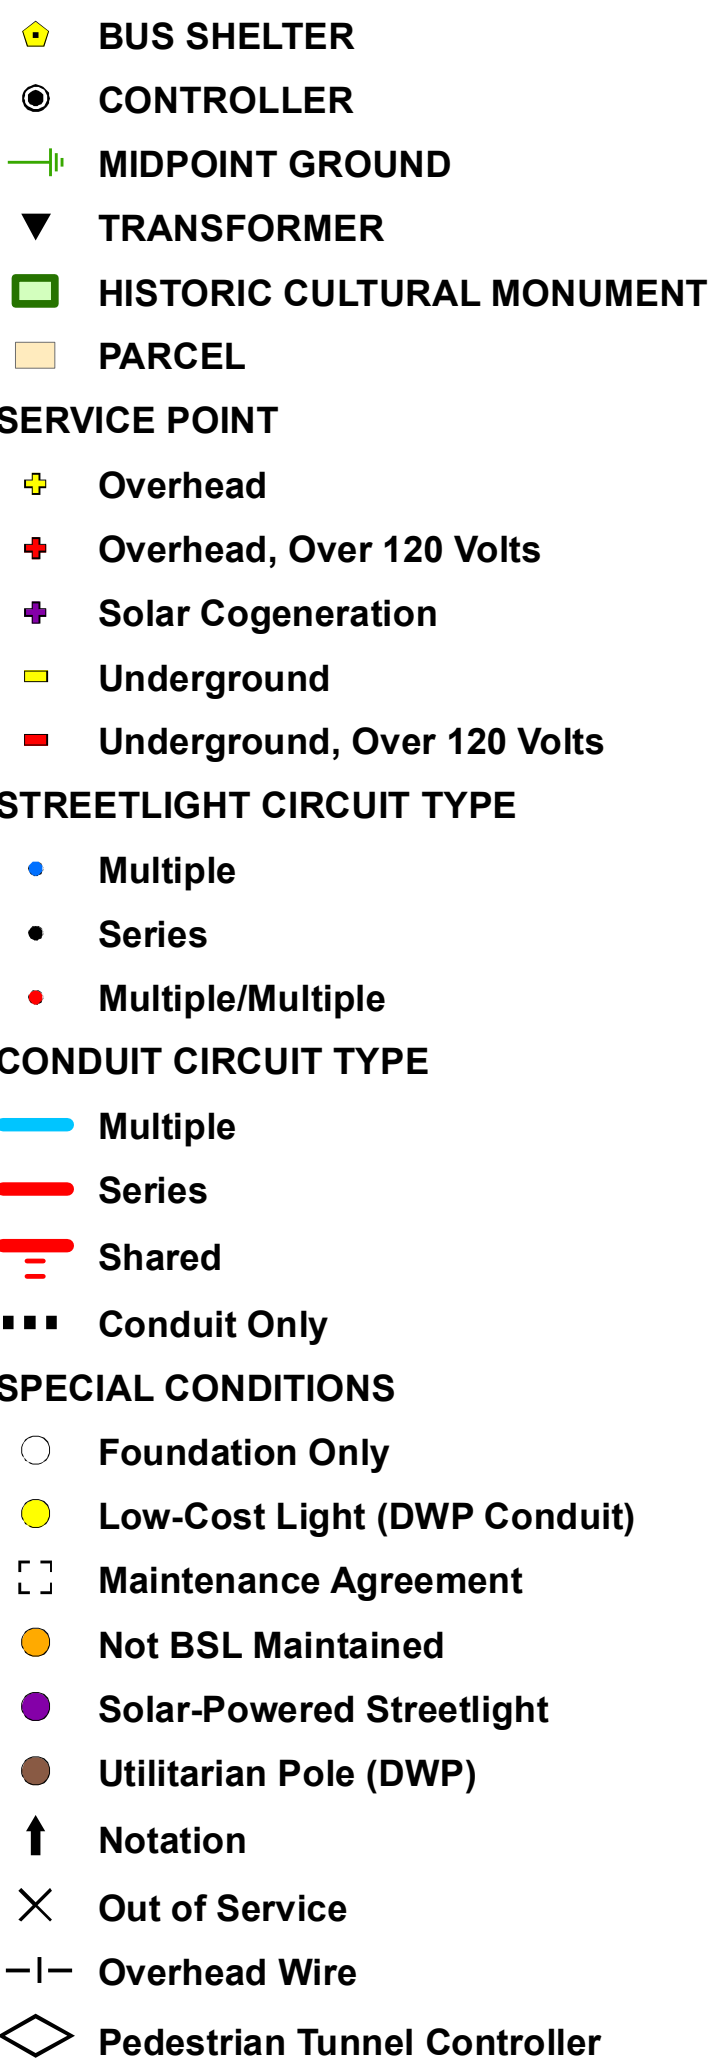 BUS SHELTER
CONTROLLER
MIDPOINT GROUND
TRANSFORMER
HISTORIC CULTURAL MONUMENT
PARCEL
SERVICE POINT
Overhead
Overhead, Over 120 Volts
Solar Cogeneration
Underground
Underground, Over 120 Volts
STREETLIGHT CIRCUIT TYPE
Multiple
Series
Multiple/Multiple
CONDUIT CIRCUIT TYPE
Multiple
Series
Shared
Conduit Only
SPECIAL CONDITIONS
Foundation Only
Low-Cost Light (DWP Conduit)
Maintenance Agreement
Not BSL Maintained
Solar-Powered Streetlight
Utilitarian Pole (DWP)
Notation
Out of Service
Overhead Wire
Pedestrian Tunnel Controller